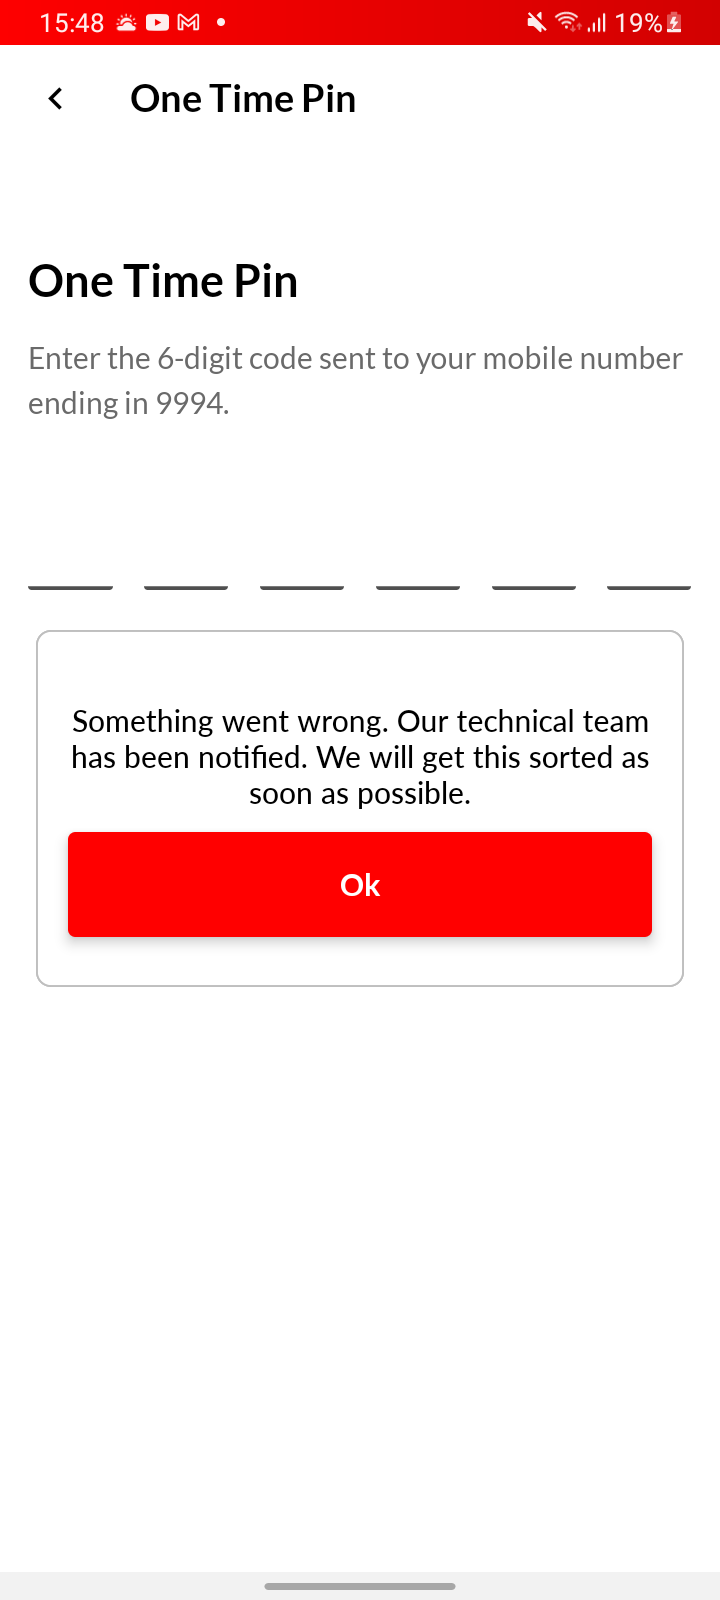 15:48 19%
One Time Pin
One Time Pin
Enter the 6-digit code sent to your mobile number
ending in 9994.
Something went wrong. Our technical team
has been notified. We will get this sorted as
soon as possible.
Ok